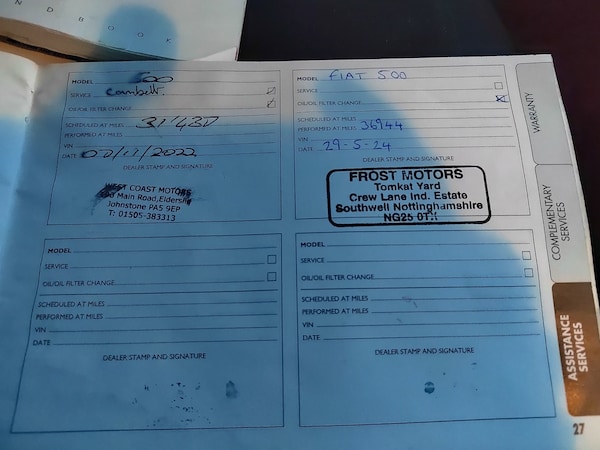 NDBOOK
MODEL 500
SERVICE
OIL/OIL FILTER CHANGE
SCHEDULED AT MILES 31'430
PERFORMED AT MILES
VIN
DATE 07/11/2022
DEALER STAMP AND SIGNATURE
WEST COAST MOTORS
Main Road, Elderslie
Johnstone PA5 9EP
T: 01505-383313
MODEL FIAT 500
SERVICE
OIL/OIL FILTER CHANGE
SCHEDULED AT MILES
PERFORMED AT MILES 36944
VIN
DATE 29-5-24
DEALER STAMP AND SIGNATURE
FROST MOTORS
Tomkat Yard
Crew Lane Ind. Estate
Southwell Nottinghamshire
NG25 0TX
MODEL
SERVICE
OIL/OIL FILTER CHANGE
SCHEDULED AT MILES
PERFORMED AT MILES
VIN
DATE
DEALER STAMP AND SIGNATURE
MODEL
SERVICE
OIL/OIL FILTER CHANGE
SCHEDULED AT MILES
PERFORMED AT MILES
VIN
DATE
DEALER STAMP AND SIGNATURE
WARRANTY
COMPLEMENTARY
SERVICES
ASSISTANCE
SERVICES
27